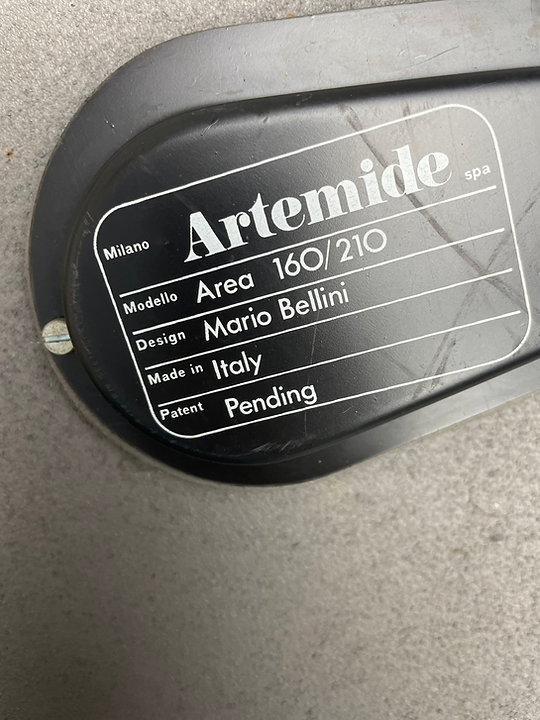 Milano Artemide spa
Modello Area 160/210
Design Mario Bellini
Made in Italy
Patent Pending